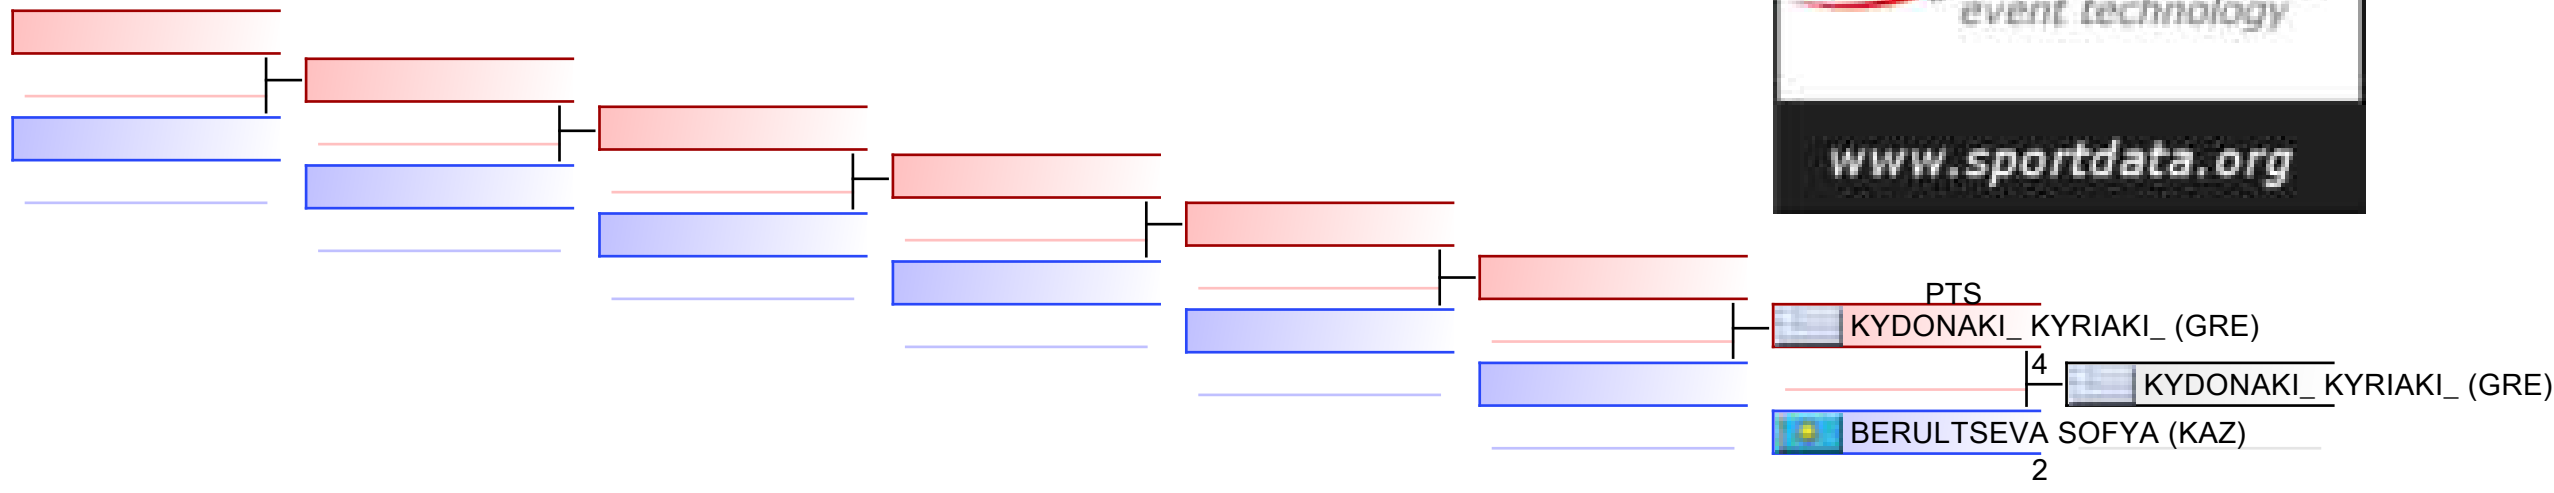 event technology
www.sportdata.org
PTS
KYDONAKI_ KYRIAKI_ (GRE)
4
KYDONAKI_ KYRIAKI_ (GRE)
BERULTSEVA SOFYA (KAZ)
2